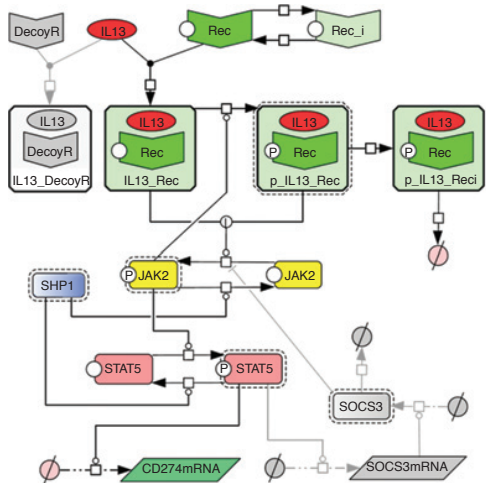 DecoyR
IL13
Rec
Rec_i
IL13
DecoyR
IL13_DecoyR
IL13
Rec
IL13_Rec
IL13
P
Rec
p_IL13_Rec
IL13
P
Rec
p_IL13_Reci
SHP1
P
JAK2
JAK2
STAT5
P
STAT5
SOCS3
CD274mRNA
SOCS3mRNA